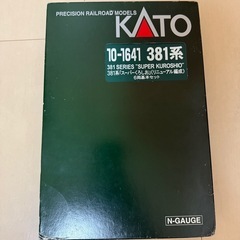 PRECISION RAILROAD MODELS
KATO
10-1641 381系
381 SERIES "SUPER KUROSHIO"
381系「スーパーくろしお」(リニューアル編成)
6両基本セット
N-GAUGE